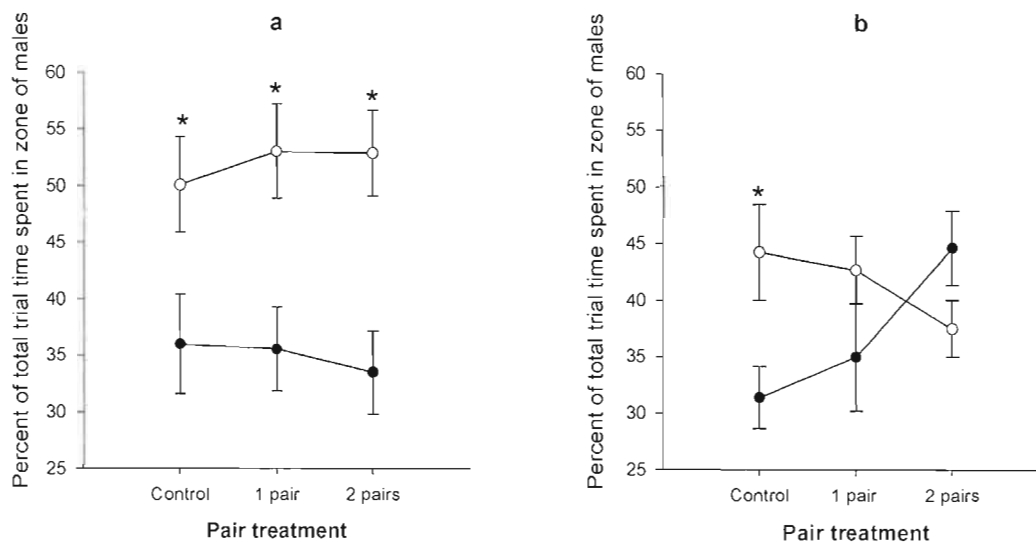 a
Percent of total trial time spent in zone of males
60
55
50
45
40
35
30
25
* * *
Control 1 pair 2 pairs
Pair treatment
b
Percent of total trial time spent in zone of males
60
55
50
45
40
35
30
25
*
Control 1 pair 2 pairs
Pair treatment